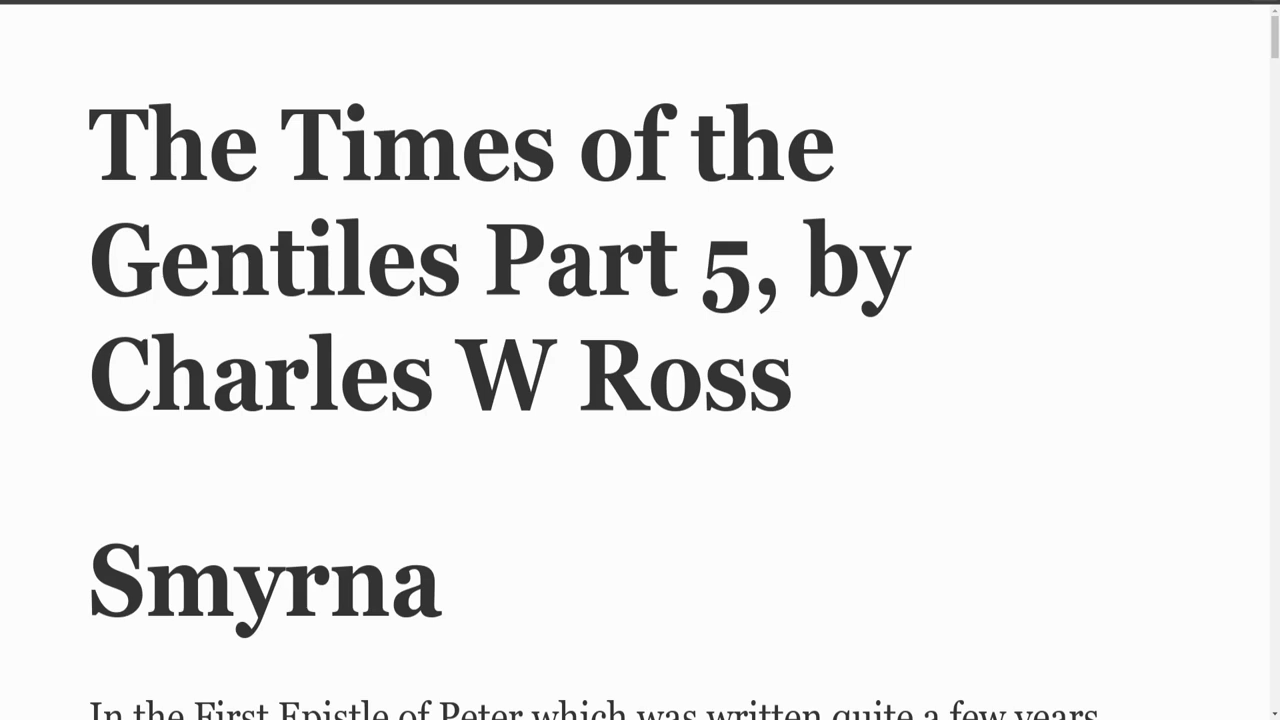 The Times of the
Gentiles Part 5, by
Charles W Ross
Smyrna
In the First Epistle of Peter which was written quite a few years